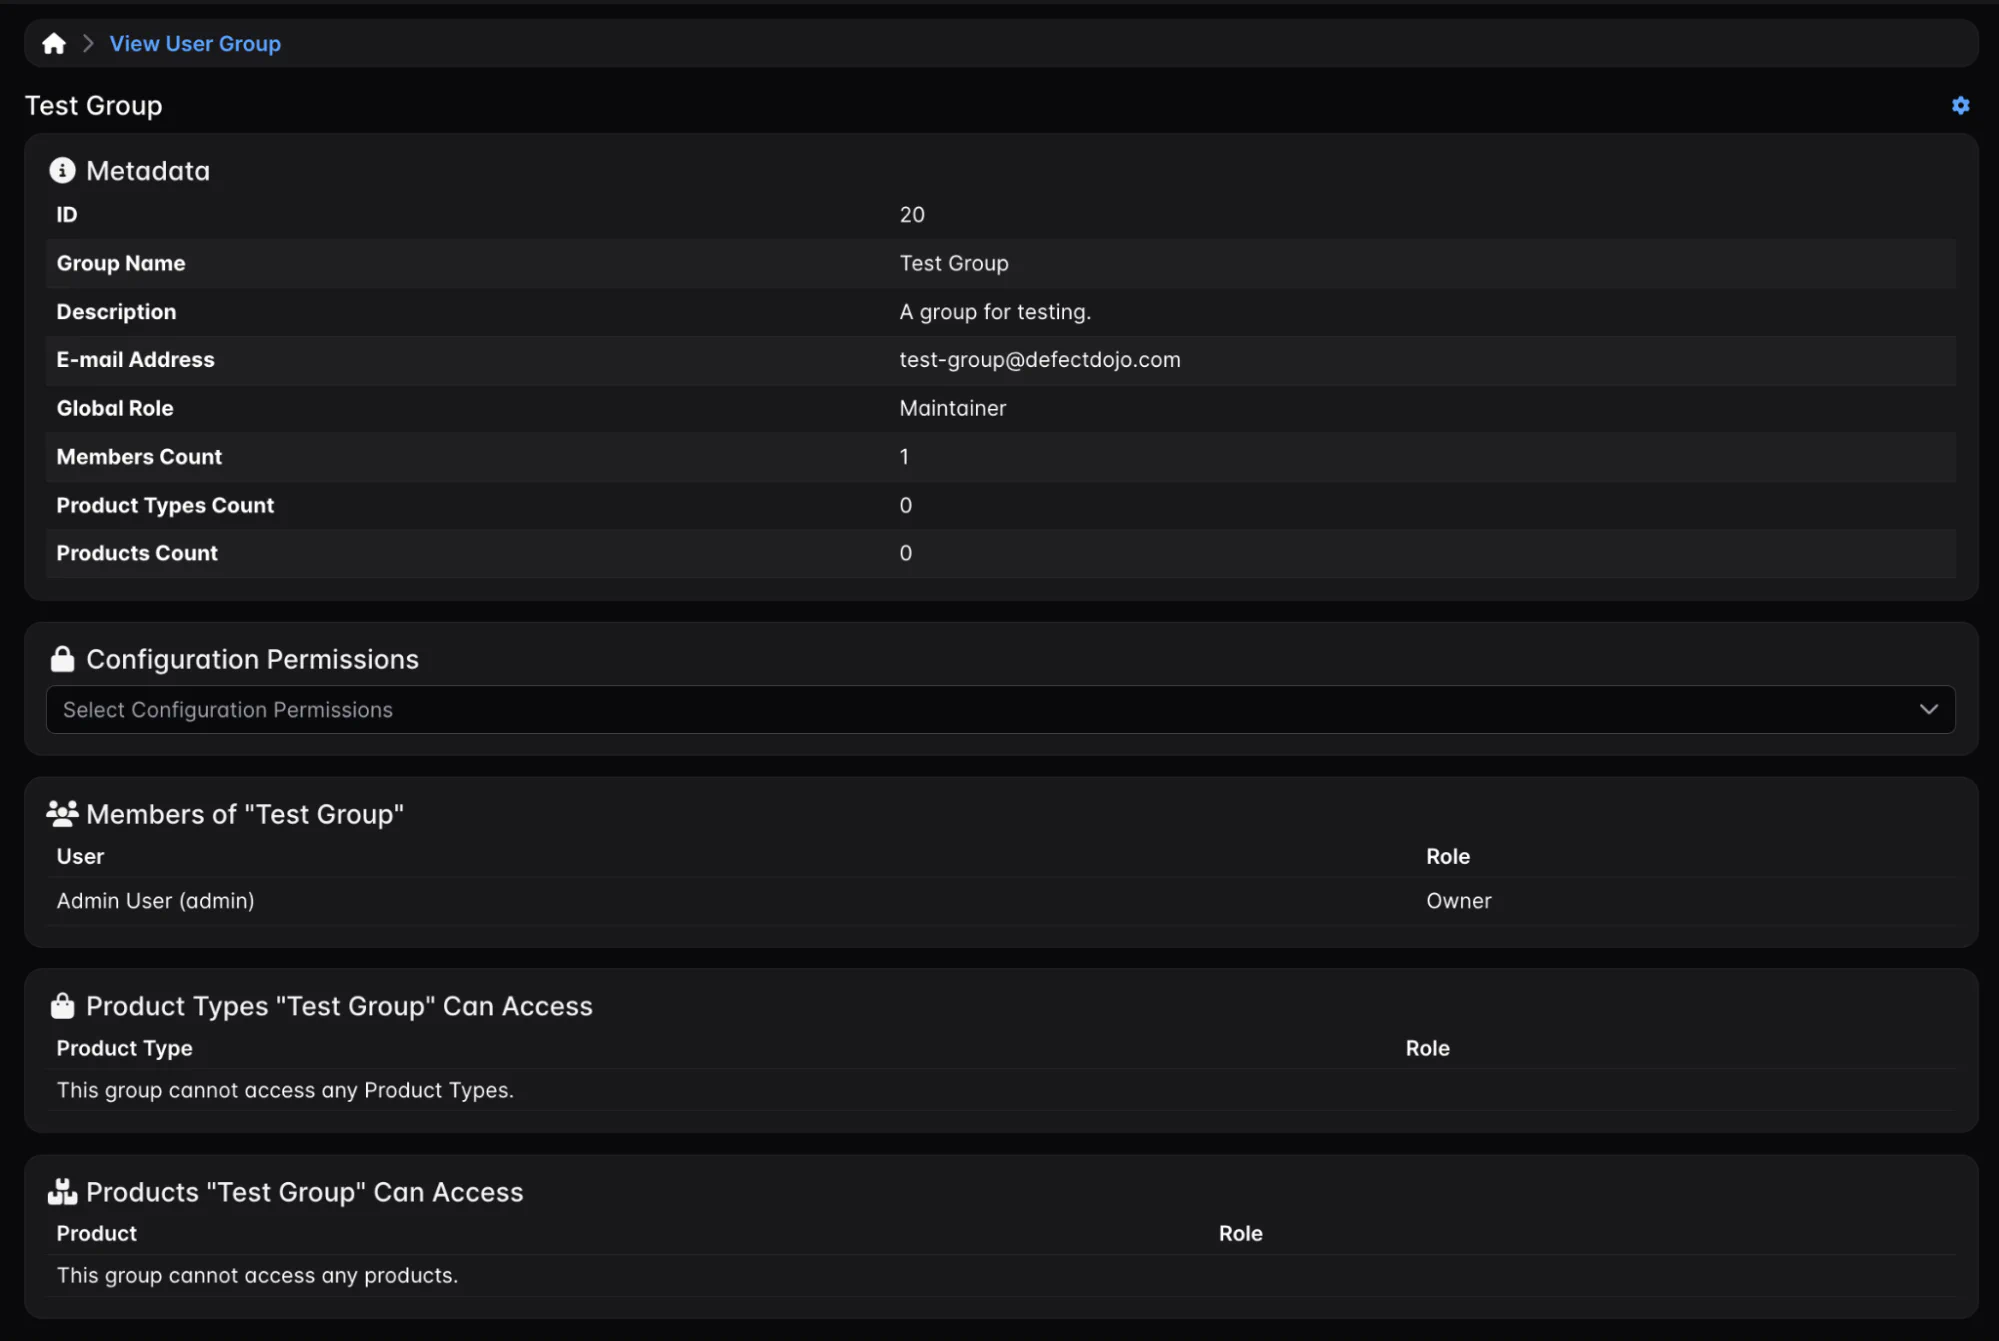 View User Group
Test Group
Metadata
ID 20
Group Name Test Group
Description A group for testing.
E-mail Address test-group@defectdojo.com
Global Role Maintainer
Members Count 1
Product Types Count 0
Products Count 0
Configuration Permissions
Select Configuration Permissions
Members of "Test Group"
User Role
Admin User (admin) Owner
Product Types "Test Group" Can Access
Product Type Role
This group cannot access any Product Types.
Products "Test Group" Can Access
Product Role
This group cannot access any products.